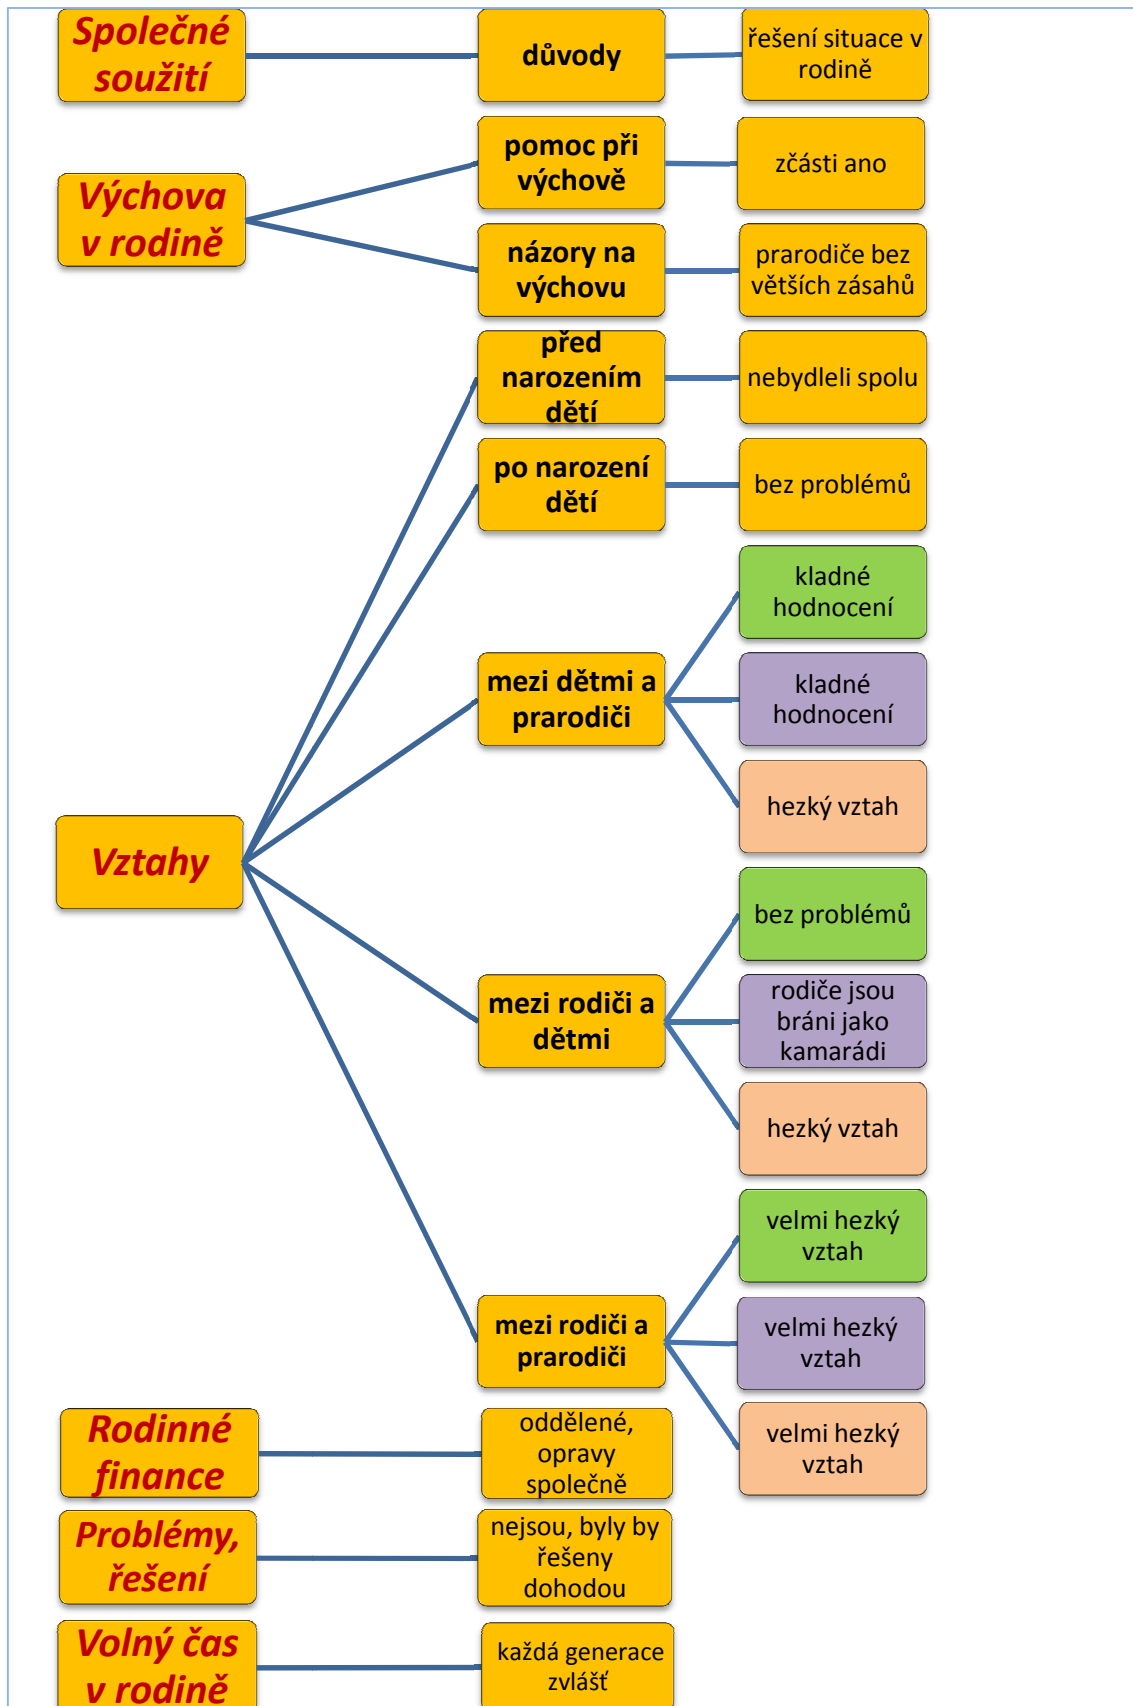 Společné
soužití
důvody
řešení situace v
rodině
Výchova
v rodině
pomoc při
výchově
zčásti ano
názory na
výchovu
prarodiče bez
větších zásahů
Vztahy
před
narozením
dětí
nebydleli spolu
po narození
dětí
bez problémů
mezi dětmi a
prarodiči
kladné
hodnocení
kladné
hodnocení
hezký vztah
mezi rodiči a
dětmi
bez problémů
rodiče jsou
bráni jako
kamarádi
hezký vztah
mezi rodiči a
prarodiči
velmi hezký
vztah
velmi hezký
vztah
velmi hezký
vztah
Rodinné
finance
oddělené,
opravy
společně
Problémy,
řešení
nejsou, byly by
řešeny
dohodou
Volný čas
v rodině
každá generace
zvlášť